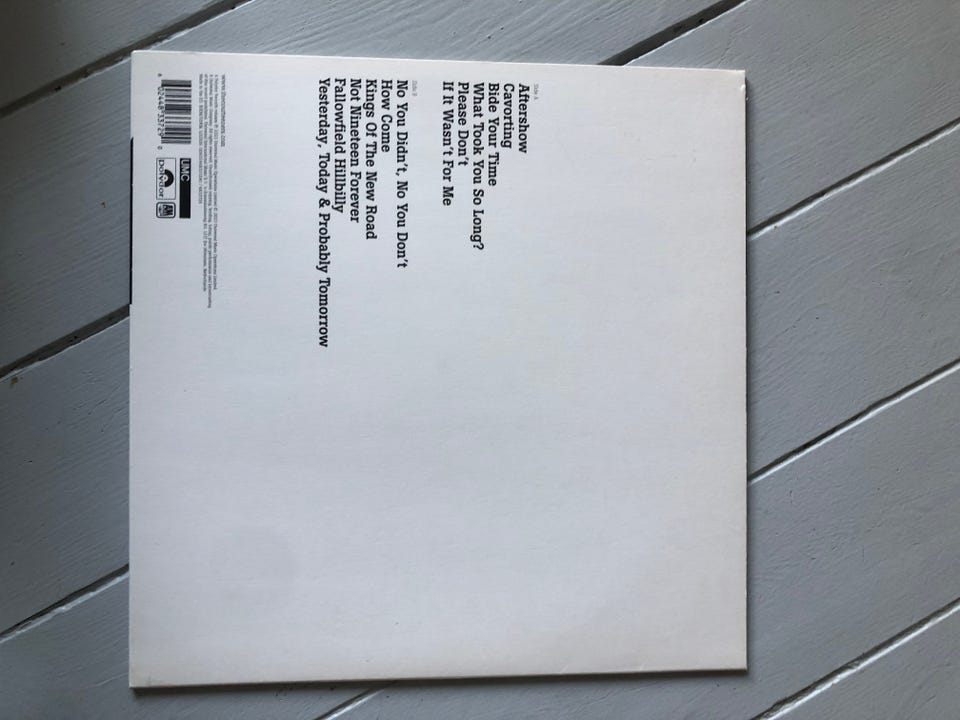 Side A
Aftershow
Cavorting
Bide Your Time
What Took You So Long?
Please Don't
If It Wasn't For Me
Side B
No You Didn't, No You Don't
How Come
Kings Of The New Road
Not Nineteen Forever
Fallowfield Hillbilly
Yesterday, Today & Probably Tomorrow
UMC
polydor
A&M